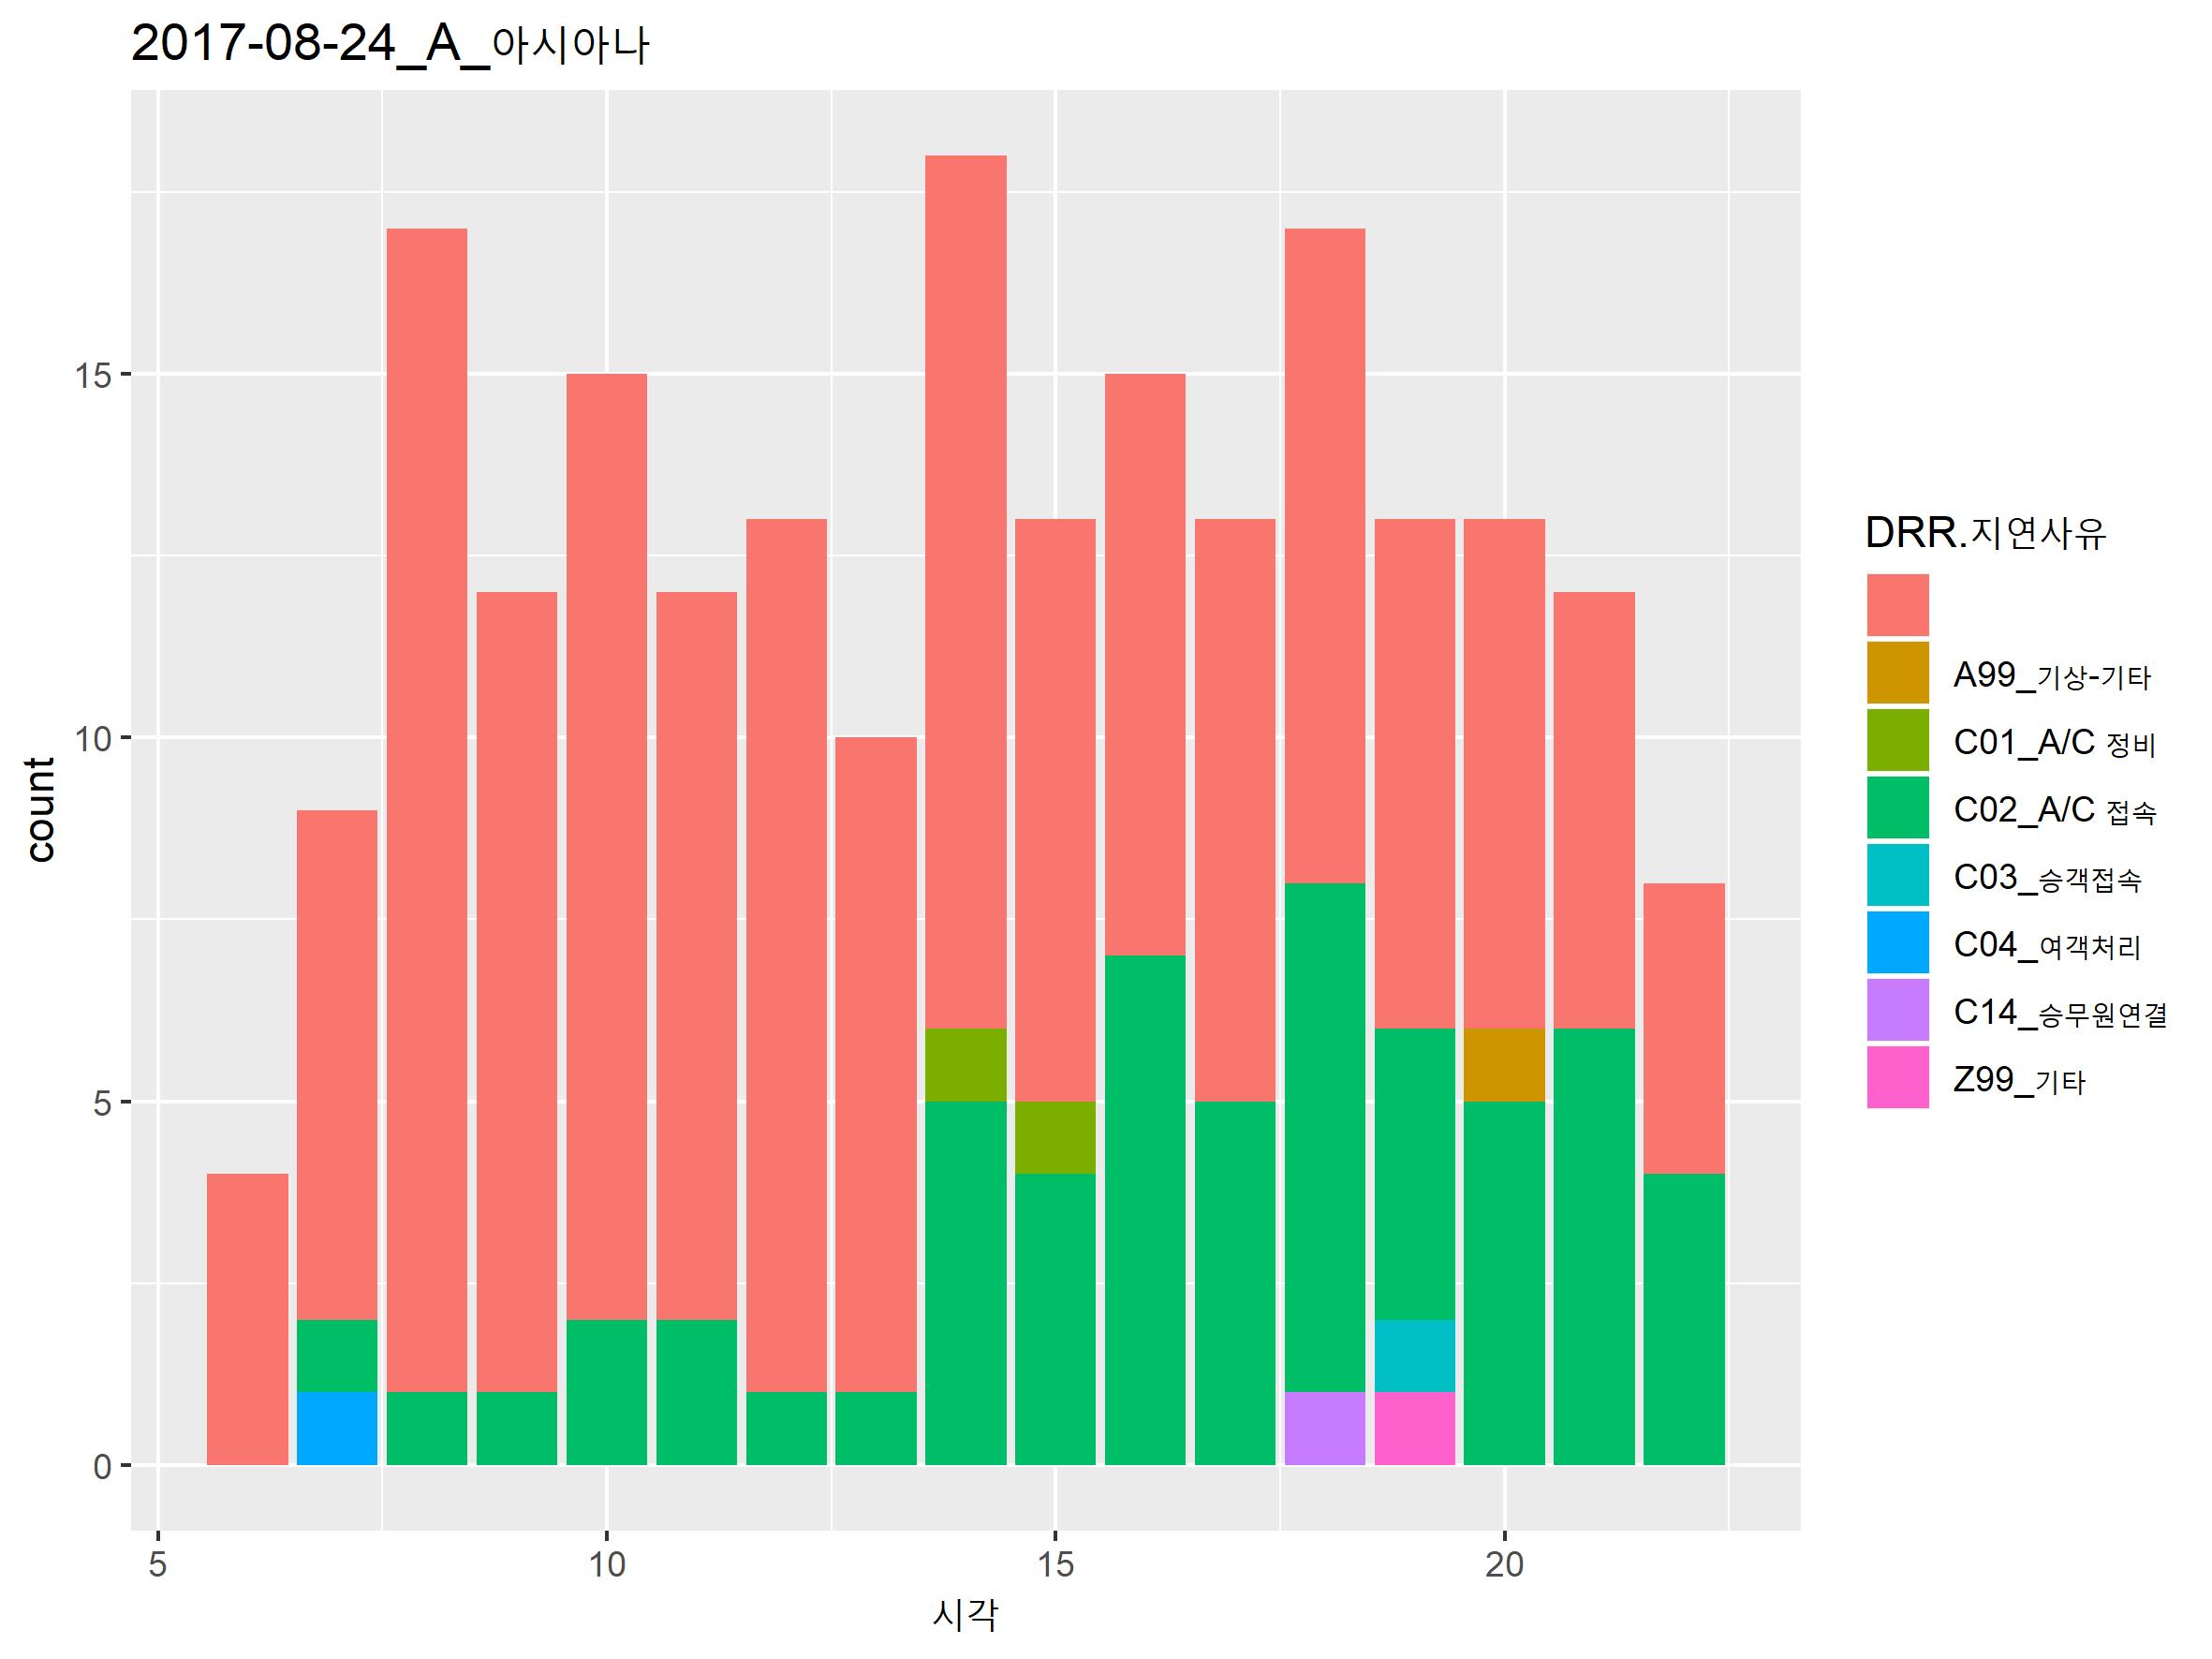 2017-08-24_A_아시아나
count
15
10
5
0
5
10
15
20
시각
DRR.지연사유
A99_기상-기타
C01_A/C 정비
C02_A/C 접속
C03_승객접속
C04_여객처리
C14_승무원연결
Z99_기타